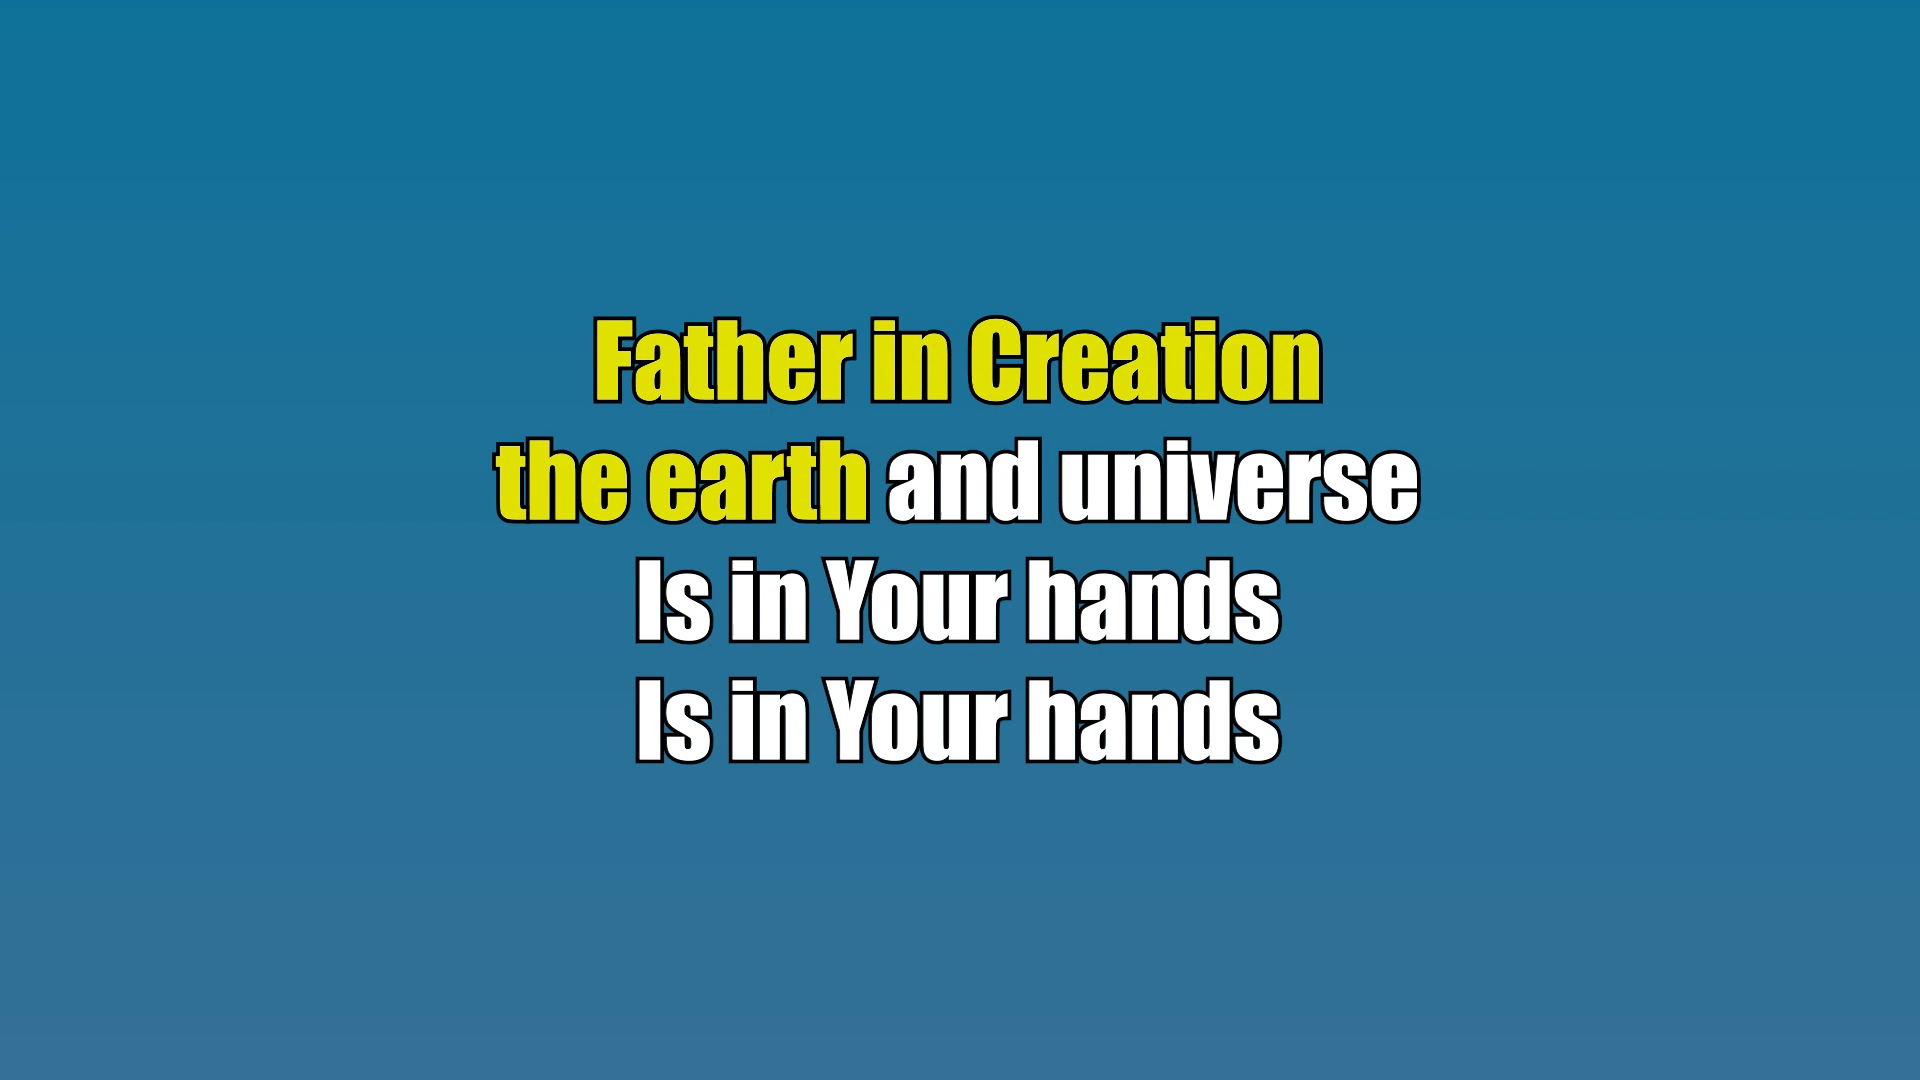 Father in Creation
the earth and universe
Is in Your hands
Is in Your hands